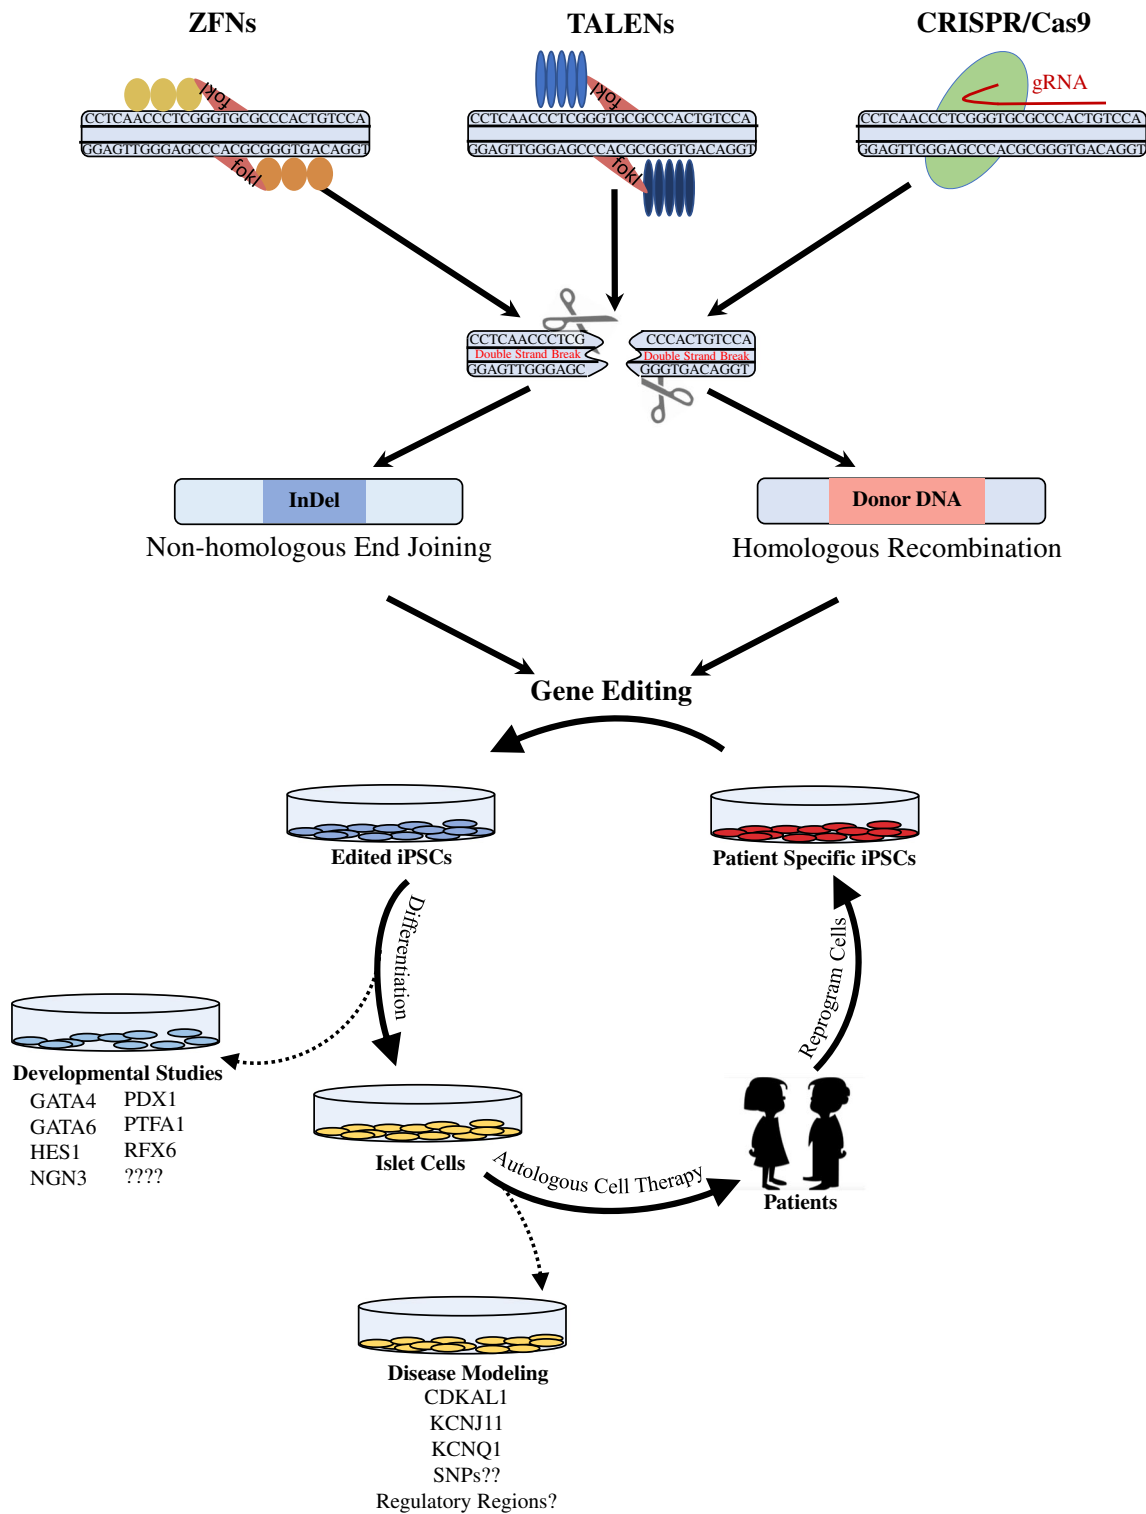 ZFNs
TALENs
CRISPR/Cas9
fokI
fokI
gRNA
CCTCAACCCTCGGGTGCGCCCACTGTCCA
CCTCAACCCTCGGGTGCGCCCACTGTCCA
CCTCAACCCTCGGGTGCGCCCACTGTCCA
GGAGTTGGGAGCCCACGCGGGTGACAGGT
GGAGTTGGGAGCCCACGCGGGTGACAGGT
GGAGTTGGGAGCCCACGCGGGTGACAGGT
fokI
fokI
CCTCAACCCTCG
CCCACTGTCCA
Double Strand Break
Double Strand Break
GGAGTTGGGAGC
GGGTGACAGGT
InDel
Donor DNA
Non-homologous End Joining
Homologous Recombination
Gene Editing
Edited iPSCs
Patient Specific iPSCs
Differentiation
Reprogram Cells
Developmental Studies
GATA4 PDX1
GATA6 PTFA1
HES1 RFX6
NGN3 ????
Islet Cells
Autologous Cell Therapy
Patients
Disease Modeling
CDKAL1
KCNJ11
KCNQ1
SNPs??
Regulatory Regions?